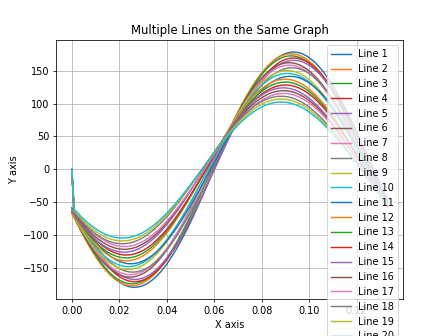 Multiple Lines on the Same Graph
Y axis
150
100
50
0
−50
−100
−150
0.00
0.02
0.04
0.06
0.08
0.10
X axis
Line 1
Line 2
Line 3
Line 4
Line 5
Line 6
Line 7
Line 8
Line 9
Line 10
Line 11
Line 12
Line 13
Line 14
Line 15
Line 16
Line 17
Line 18
Line 19
Line 20